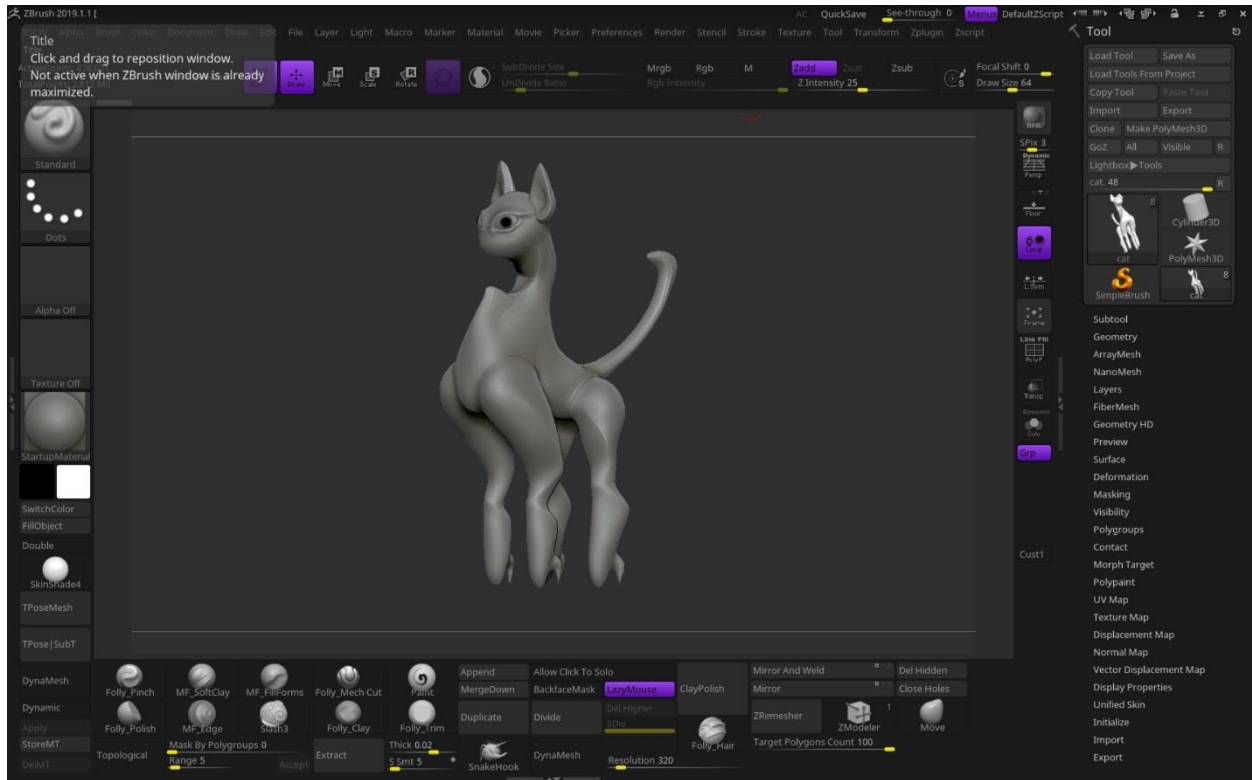 ZBrush 2019.1.1 [
AC QuickSave See-through 0 Menus DefaultZScript
Alpha Brush Color Document Draw Edit File Layer Light Macro Marker Material Movie Picker Preferences Render Stencil Stroke Texture Tool Transform Zplugin Zscript
Title
Click and drag to reposition window.
Not active when ZBrush window is already
maximized.
Draw Move Scale Rotate
SubDivide Size
UnDivide Ratio
Mrgb Rgb M
Rgb Intensity
Zadd Zcut Zsub
Z Intensity 25
Focal Shift 0
Draw Size 64
Standard
Dots
Alpha Off
Texture Off
StartupMaterial
SwitchColor
FillObject
Double
SkinShade4
TPoseMesh
TPose|SubT
BPR
SPix 3
Dynamic
Persp
Floor
Local
L.Sym
Frame
Line Fill
PolyF
Transp
Dynamic
Solo
Grp
Cust1
Tool
Load Tool Save As
Load Tools From Project
Copy Tool Paste Tool
Import Export
Clone Make PolyMesh3D
GoZ All Visible R
Lightbox▶Tools
cat. 48 R
8
cat
Cylinder3D
PolyMesh3D
SimpleBrush
8
cat
Subtool
Geometry
ArrayMesh
NanoMesh
Layers
FiberMesh
Geometry HD
Preview
Surface
Deformation
Masking
Visibility
Polygroups
Contact
Morph Target
Polypaint
UV Map
Texture Map
Displacement Map
Normal Map
Vector Displacement Map
Display Properties
Unified Skin
Initialize
Import
Export
DynaMesh
Dynamic
Apply
StoreMT
DelMT
Folly_Pinch MF_SoftClay MF_FillForms Folly_Mech Cut Paint
Folly_Polish MF_Edge Slash3 Folly_Clay Folly_Trim
Topological
Mask By Polygroups 0
Range 5 Accept
Extract
Thick 0.02
S Smt 5
Append Allow Click To Solo
MergeDown BackfaceMask LazyMouse
Duplicate Divide Del Higher
SDiv
SnakeHook DynaMesh Resolution 320
ClayPolish
Folly_Hair
Mirror And Weld Del Hidden
Mirror Close Holes
ZRemesher ZModeler 1 Move
Target Polygons Count 100